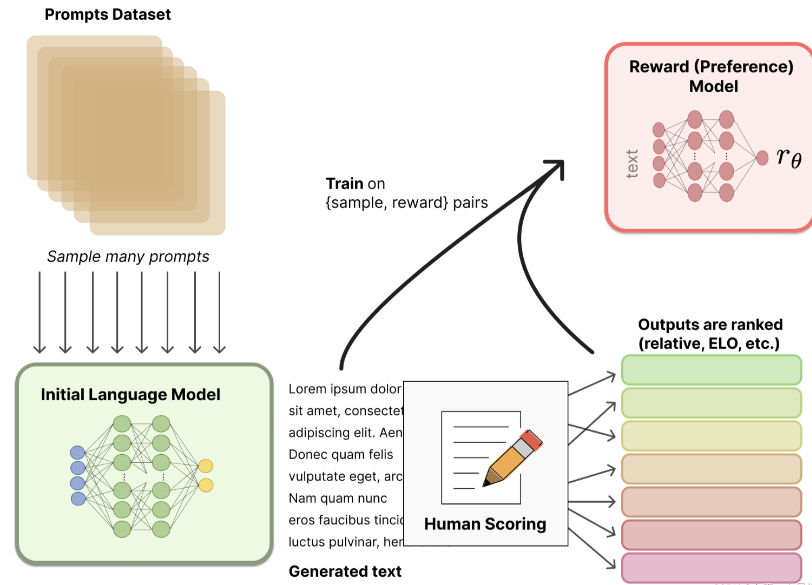 Prompts Dataset
Sample many prompts
Initial Language Model
Train on
{sample, reward} pairs
Reward (Preference)
Model
text
rθ
Outputs are ranked
(relative, ELO, etc.)
Lorem ipsum dolor
sit amet, consectet
adipiscing elit. Aen
Donec quam felis
vulputate eget, arc
Nam quam nunc
eros faucibus tincid
luctus pulvinar, hen
Human Scoring
Generated text